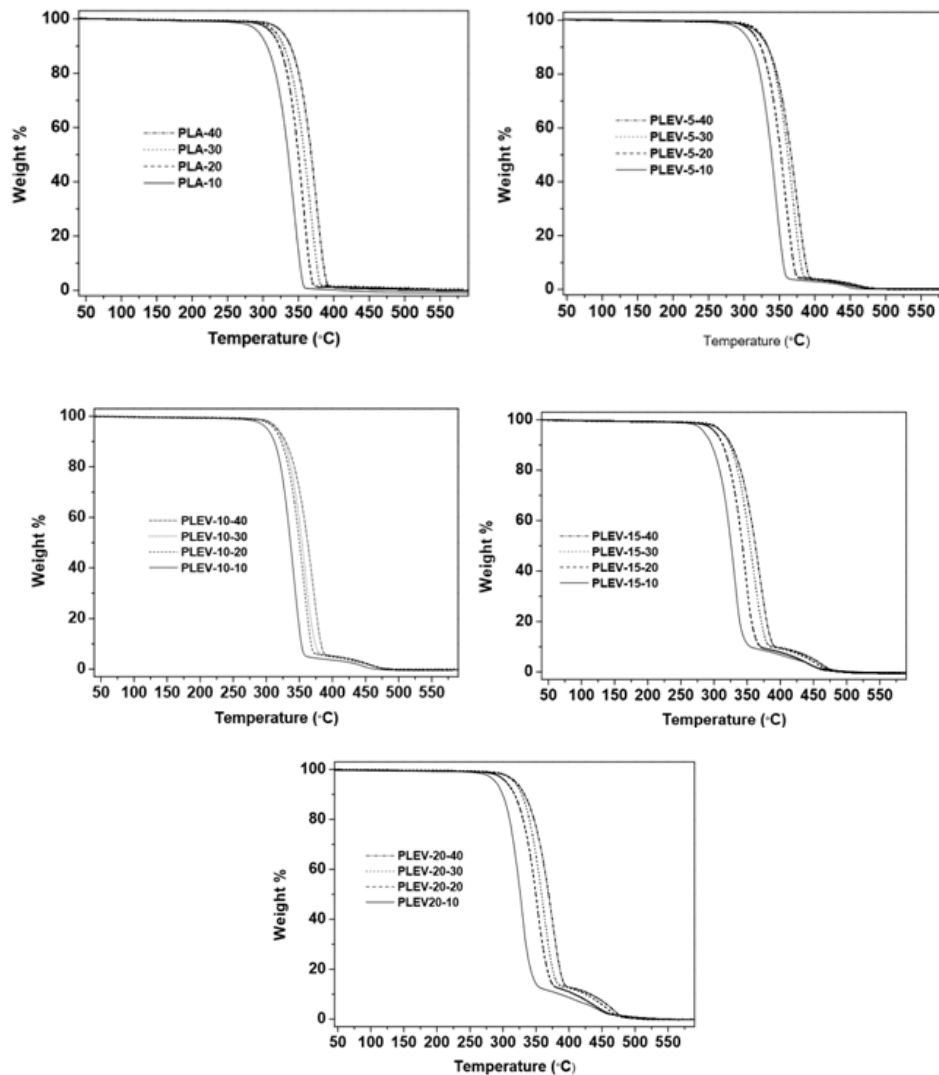 100
80
60
40
20
0
Weight %
PLA-40
PLA-30
PLA-20
PLA-10
50 100 150 200 250 300 350 400 450 500 550
Temperature (°C)
100
80
60
40
20
0
Weight %
PLEV-5-40
PLEV-5-30
PLEV-5-20
PLEV-5-10
50 100 150 200 250 300 350 400 450 500 550
Temperature (°C)
100
80
60
40
20
0
Weight %
PLEV-10-40
PLEV-10-30
PLEV-10-20
PLEV-10-10
50 100 150 200 250 300 350 400 450 500 550
Temperature (°C)
100
80
60
40
20
0
Weight %
PLEV-15-40
PLEV-15-30
PLEV-15-20
PLEV-15-10
50 100 150 200 250 300 350 400 450 500 550
Temperature (°C)
100
80
60
40
20
0
Weight %
PLEV-20-40
PLEV-20-30
PLEV-20-20
PLEV20-10
50 100 150 200 250 300 350 400 450 500 550
Temperature (°C)